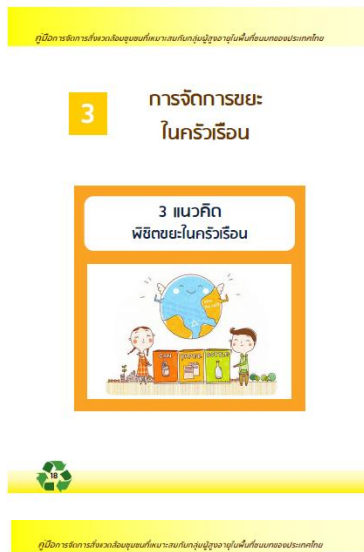 คู่มือการจัดการสิ่งแวดล้อมชุมชนที่เหมาะสมกับกลุ่มผู้สูงอายุในพื้นที่ชนบทของประเทศไทย
3
การจัดการขยะ
ในครัวเรือน
3 แนวคิด
พิชิตขยะในครัวเรือน
CAN
PAPER
BOTTLE
18
คู่มือการจัดการสิ่งแวดล้อมชุมชนที่เหมาะสมกับกลุ่มผู้สูงอายุในพื้นที่ชนบทของประเทศไทย